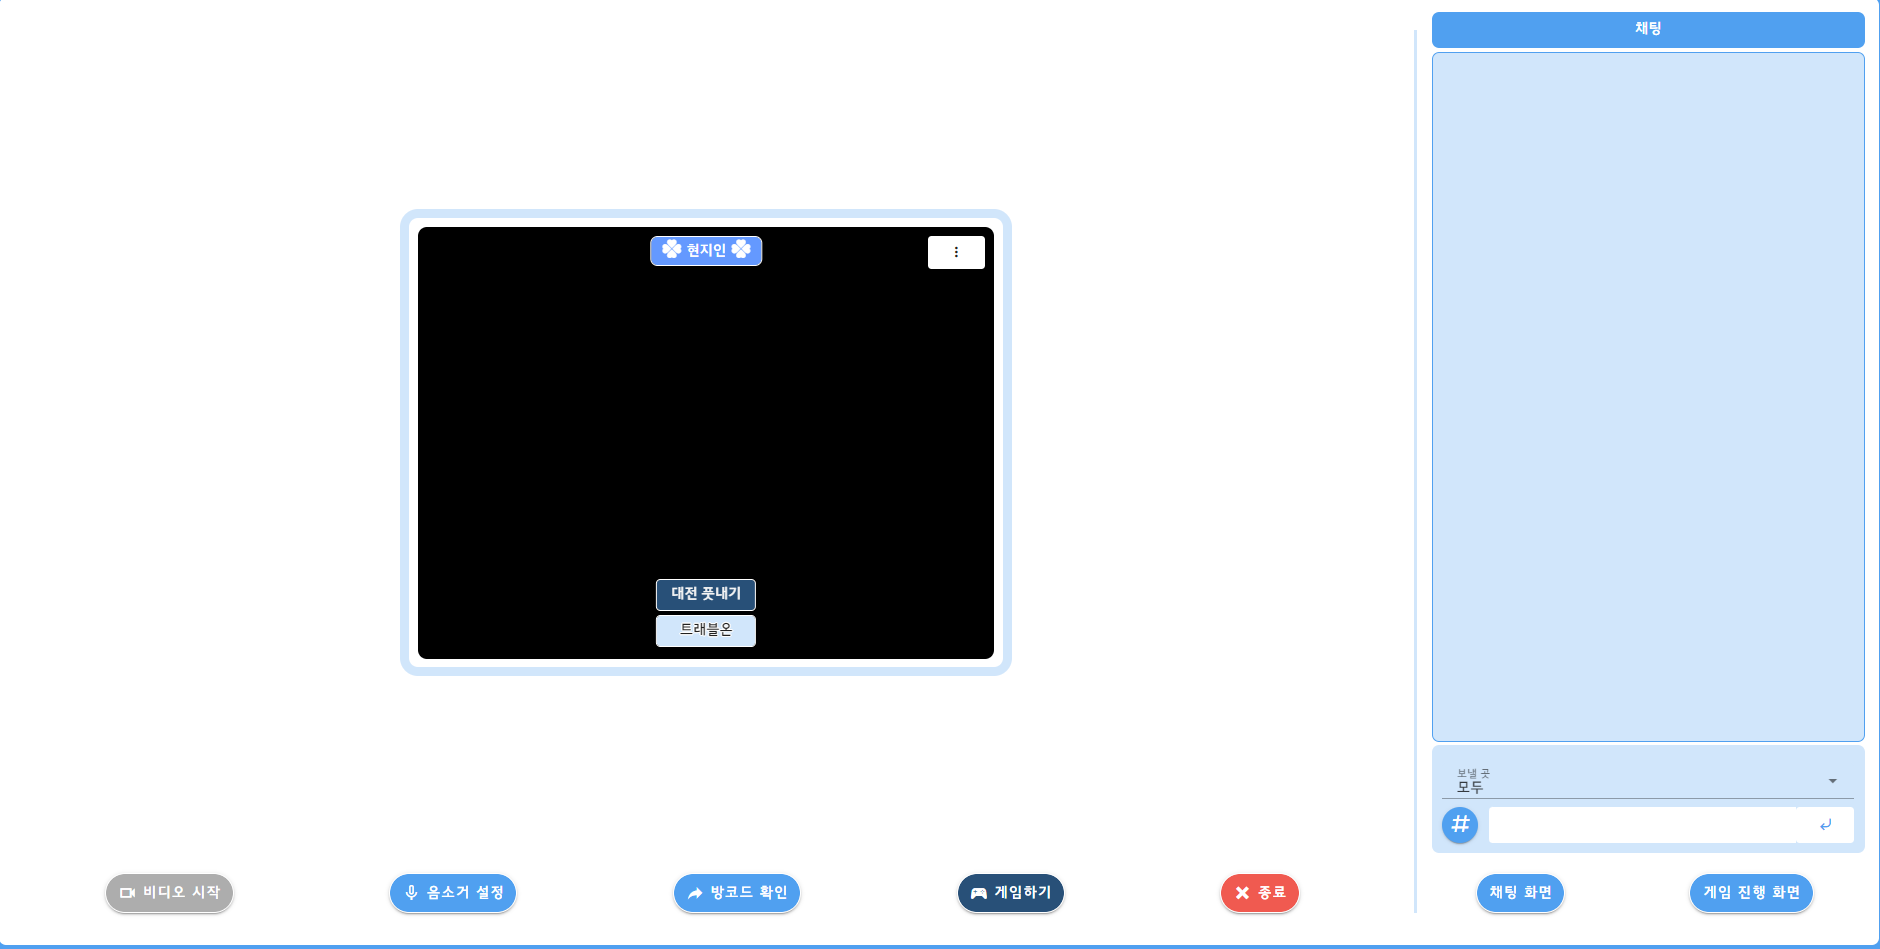 채팅
현지인
대전 풋내기
트래블온
보낼 곳
모두
#
비디오 시작
음소거 설정
방코드 확인
게임하기
종료
채팅 화면
게임 진행 화면